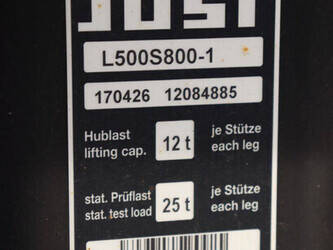 JOST
L500S800-1
170426 12084885
Hublast 12 t je Stütze
lifting cap. each leg
stat. Prüflast 25 t je Stütze
stat. test load each leg